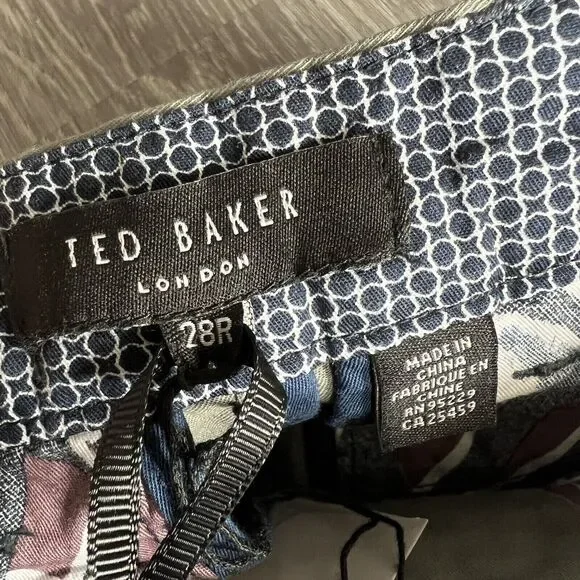 TED BAKER
LONDON
28R
MADE IN
CHINA
FABRIQUE EN
CHINE
RN 95229
CA 25459